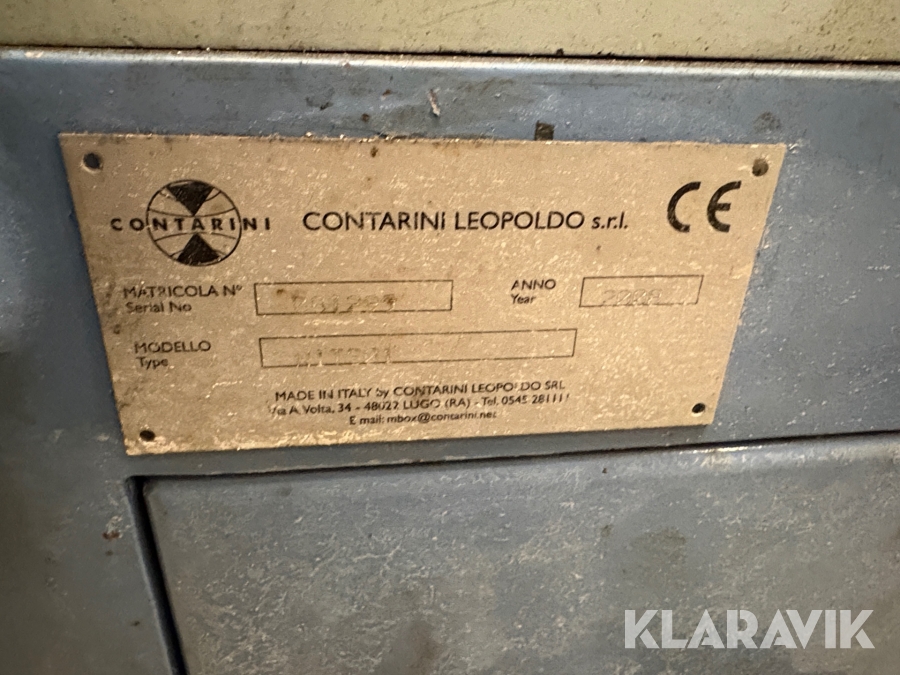 CONTARINI
CONTARINI LEOPOLDO s.r.l.
CE
MATRICOLA N°
Serial No
ANNO
Year
MODELLO
Type
MADE IN ITALY by CONTARINI LEOPOLDO SRL
Via A. Volta, 34 - 48022 LUGO (RA) - Tel. 0545 281111
E mail: mbox@contarini.net
KLARAVIK